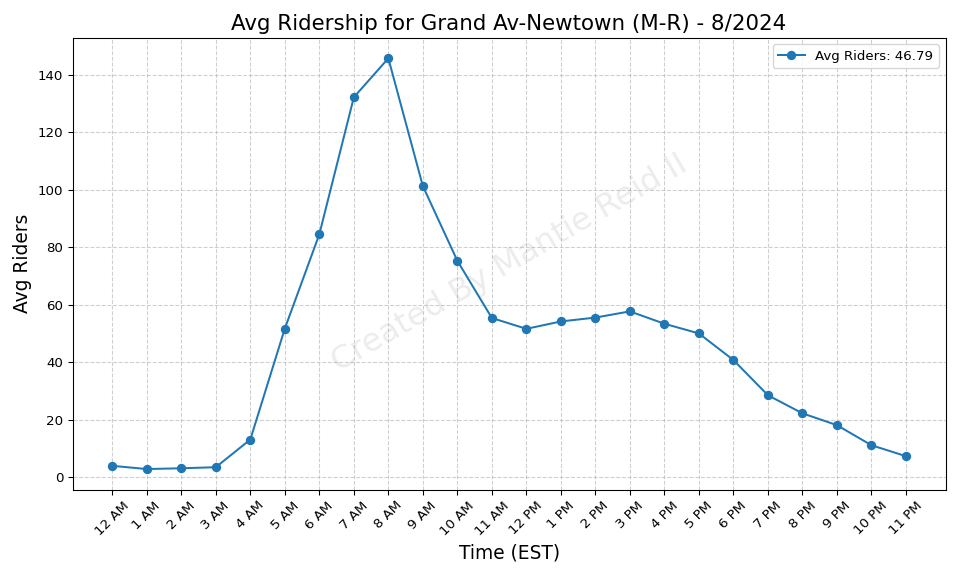 Avg Ridership for Grand Av-Newtown (M-R) - 8/2024
Avg Riders: 46.79
Avg Riders
140
120
100
80
60
40
20
0
Created By Mantie Reid II
12 AM
1 AM
2 AM
3 AM
4 AM
5 AM
6 AM
7 AM
8 AM
9 AM
10 AM
11 AM
12 PM
1 PM
2 PM
3 PM
4 PM
5 PM
6 PM
7 PM
8 PM
9 PM
10 PM
11 PM
Time (EST)